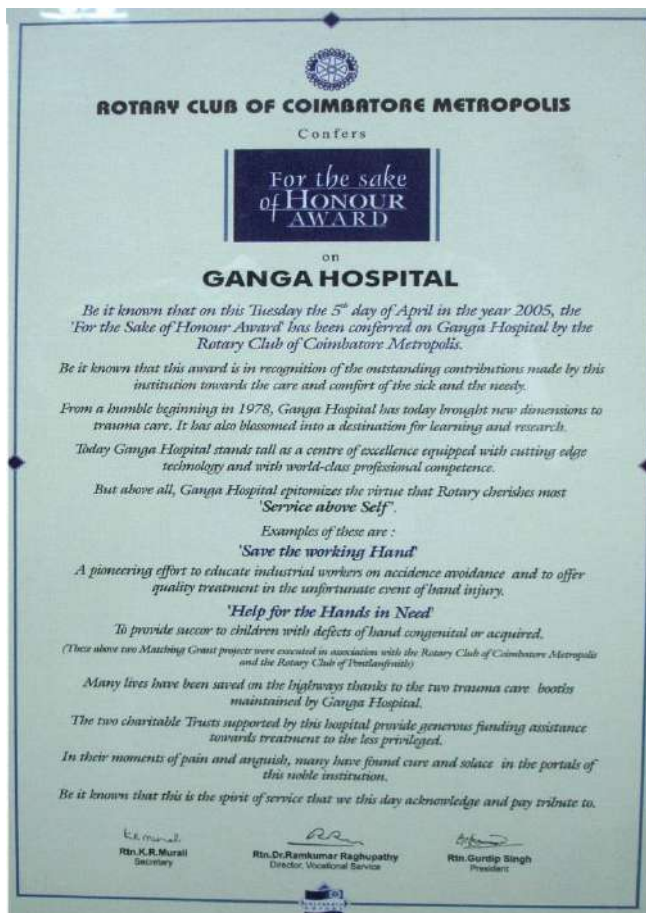 ROTARY CLUB OF COIMBATORE METROPOLIS
Confers
For the sake
of HONOUR
AWARD
on
GANGA HOSPITAL
Be it known that on this Tuesday the 5th day of April in the year 2005, the
'For the Sake of Honour Award' has been conferred on Ganga Hospital by the
Rotary Club of Coimbatore Metropolis.
Be it known that this award is in recognition of the outstanding contributions made by this
institution towards the care and comfort of the sick and the needy.
From a humble beginning in 1978, Ganga Hospital has today brought new dimensions to
trauma care. It has also blossomed into a destination for learning and research.
Today Ganga Hospital stands tall as a centre of excellence equipped with cutting edge
technology and with world-class professional competence.
But above all, Ganga Hospital epitomizes the virtue that Rotary cherishes most
'Service above Self'.
Examples of these are :
'Save the working Hand'
A pioneering effort to educate industrial workers on accidence avoidance and to offer
quality treatment in the unfortunate event of hand injury.
'Help for the Hands in Need'
To provide succor to children with defects of hand congenital or acquired.
(These above two Matching Grant projects were executed in association with the Rotary Club of Coimbatore Metropolis
and the Rotary Club of Pontlanfraith)
Many lives have been saved on the highways thanks to the two trauma care booths
maintained by Ganga Hospital.
The two charitable Trusts supported by this hospital provide generous funding assistance
towards treatment to the less privileged.
In their moments of pain and anguish, many have found cure and solace in the portals of
this noble institution.
Be it known that this is the spirit of service that we this day acknowledge and pay tribute to.
Rtn.K.R.Murali
Secretary
Rtn.Dr.Ramkumar Raghupathy
Director, Vocational Service
Rtn.Gurdip Singh
President